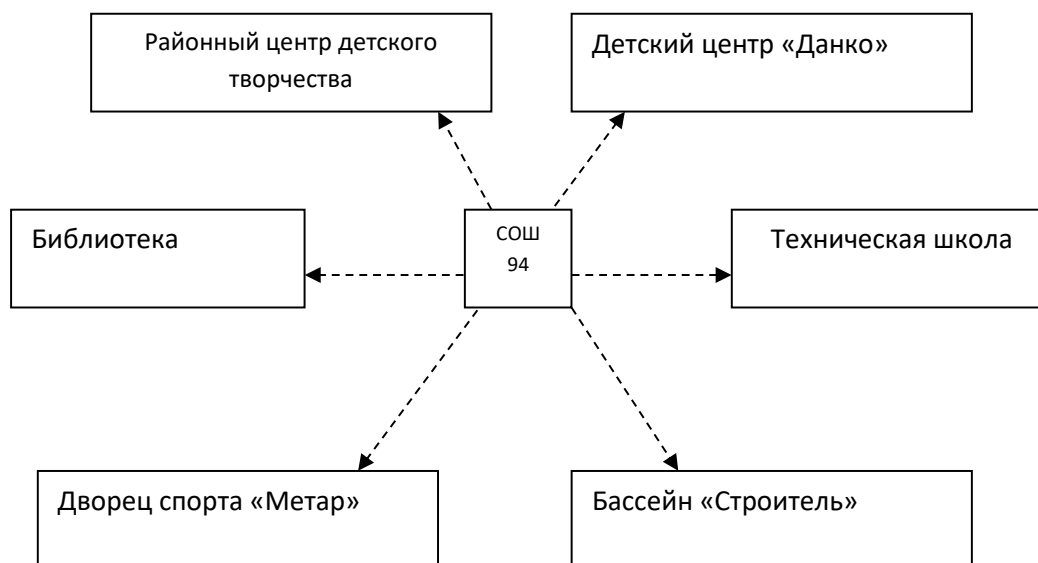 Районный центр детского
творчества
Детский центр «Данко»
Библиотека
СОШ
94
Техническая школа
Дворец спорта «Метар»
Бассейн «Строитель»